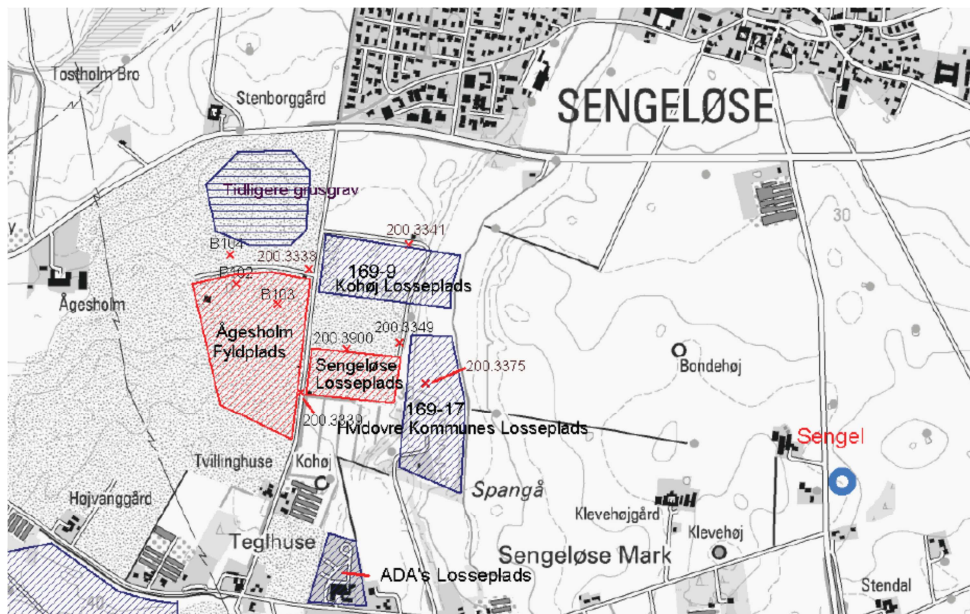 Tostholm Bro
Stenborggård
SENGELØSE
Tidligere grusgrav
B104
200.3338
200.3341
30
169-9
Kohøj Losseplads
B102
B103
Ågesholm
Ågesholm
Fyldplads
200.3900
200.3349
Sengeløse
Losseplads
200.3375
Bondehøj
169-17
200.3339
Hvidovre Kommunes Losseplads
Sengel
Tvillinghuse
Kohøj
Spangå
Højvanggård
Klevehøjgård
Klevehøj
Teglhuse
Sengeløse Mark
ADA's Losseplads
Stendal
40